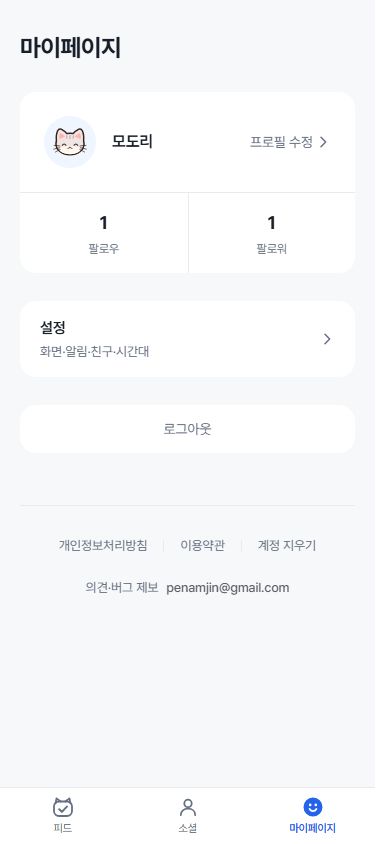 마이페이지
모도리
프로필 수정
1
팔로우
1
팔로워
설정
화면·알림·친구·시간대
로그아웃
개인정보처리방침 이용약관 계정 지우기
의견·버그 제보 penamjin@gmail.com
피드 소셜 마이페이지